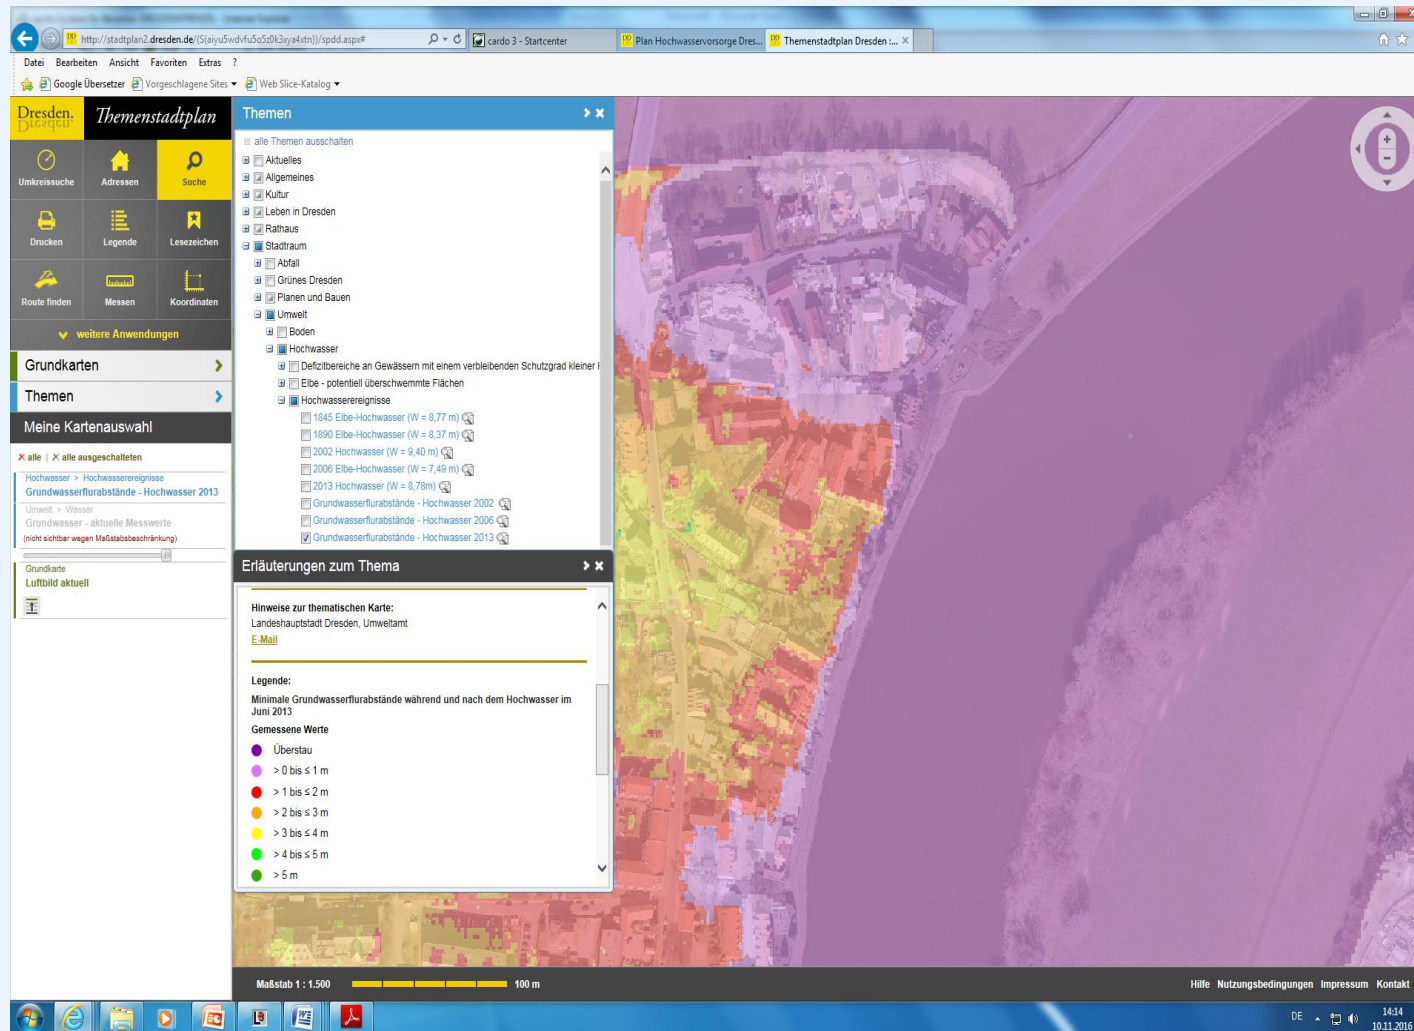 http://stadtplan2.dresden.de/(S(aiyu5wdvfu5o5z0k3xya4xtn))/spdd.aspx#
cardo 3 - Startcenter
Plan Hochwasservorsorge Dres...
Themenstadtplan Dresden :...
Datei Bearbeiten Ansicht Favoriten Extras ?
Google Übersetzer Vorgeschlagene Sites Web Slice-Katalog
Dresden.
Themenstadtplan
Umkreissuche Adressen Suche
Drucken Legende Lesezeichen
Route finden Messen Koordinaten
weitere Anwendungen
Grundkarten
Themen
Meine Kartenauswahl
X alle | X alle ausgeschalteten
Hochwasser > Hochwasserereignisse
Grundwasserflurabstände - Hochwasser 2013
Umwelt > Wasser
Grundwasser - aktuelle Messwerte
(nicht sichtbar wegen Maßstabsbeschränkung)
Grundkarte
Luftbild aktuell
Themen
alle Themen ausschalten
Aktuelles
Allgemeines
Kultur
Leben in Dresden
Rathaus
Stadtraum
Abfall
Grünes Dresden
Planen und Bauen
Umwelt
Boden
Hochwasser
Defizitbereiche an Gewässern mit einem verbleibenden Schutzgrad kleiner
Elbe - potentiell überschwemmte Flächen
Hochwasserereignisse
1845 Elbe-Hochwasser (W = 8,77 m)
1890 Elbe-Hochwasser (W = 8,37 m)
2002 Hochwasser (W = 9,40 m)
2006 Elbe-Hochwasser (W = 7,49 m)
2013 Hochwasser (W = 8,78m)
Grundwasserflurabstände - Hochwasser 2002
Grundwasserflurabstände - Hochwasser 2006
Grundwasserflurabstände - Hochwasser 2013
Erläuterungen zum Thema
Hinweise zur thematischen Karte:
Landeshauptstadt Dresden, Umweltamt
E-Mail
Legende:
Minimale Grundwasserflurabstände während und nach dem Hochwasser im
Juni 2013
Gemessene Werte
Überstau
> 0 bis ≤ 1 m
> 1 bis ≤ 2 m
> 2 bis ≤ 3 m
> 3 bis ≤ 4 m
> 4 bis ≤ 5 m
> 5 m
Maßstab 1 : 1.500
100 m
Hilfe Nutzungsbedingungen Impressum Kontakt
DE
14:14
10.11.2016